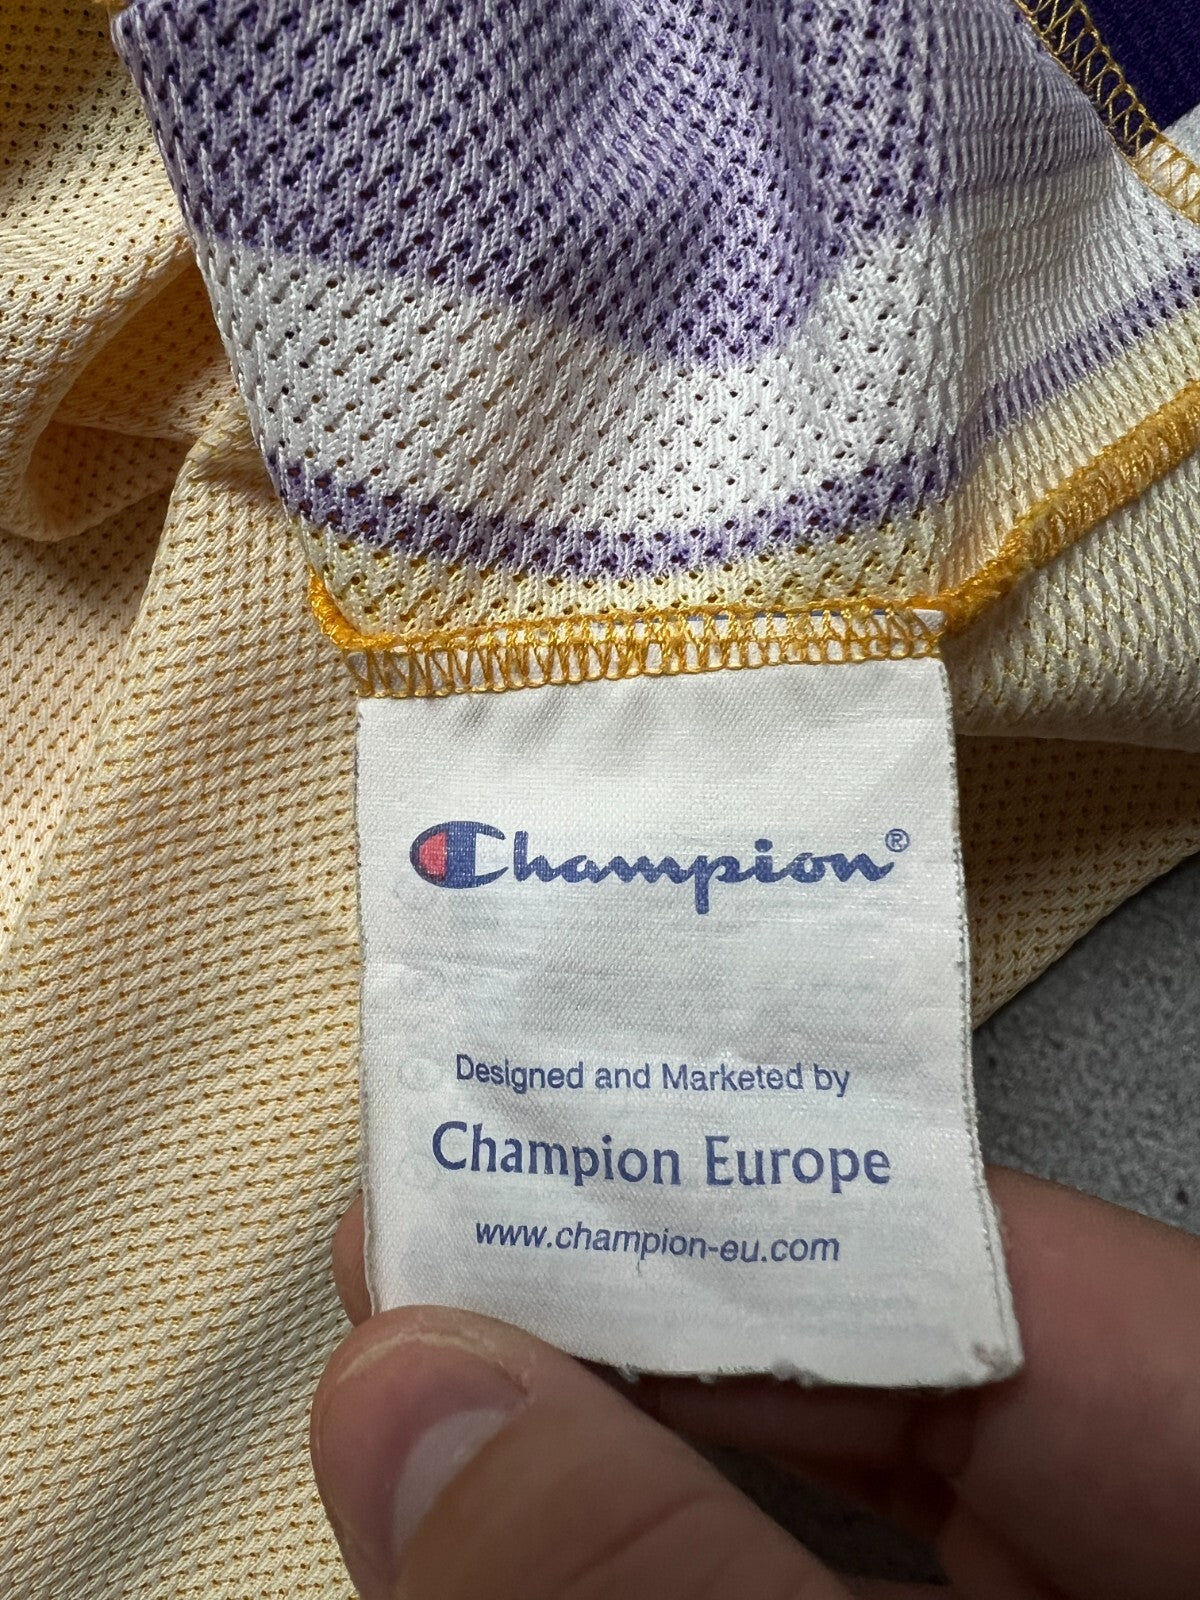 Champion®
Designed and Marketed by
Champion Europe
www.champion-eu.com